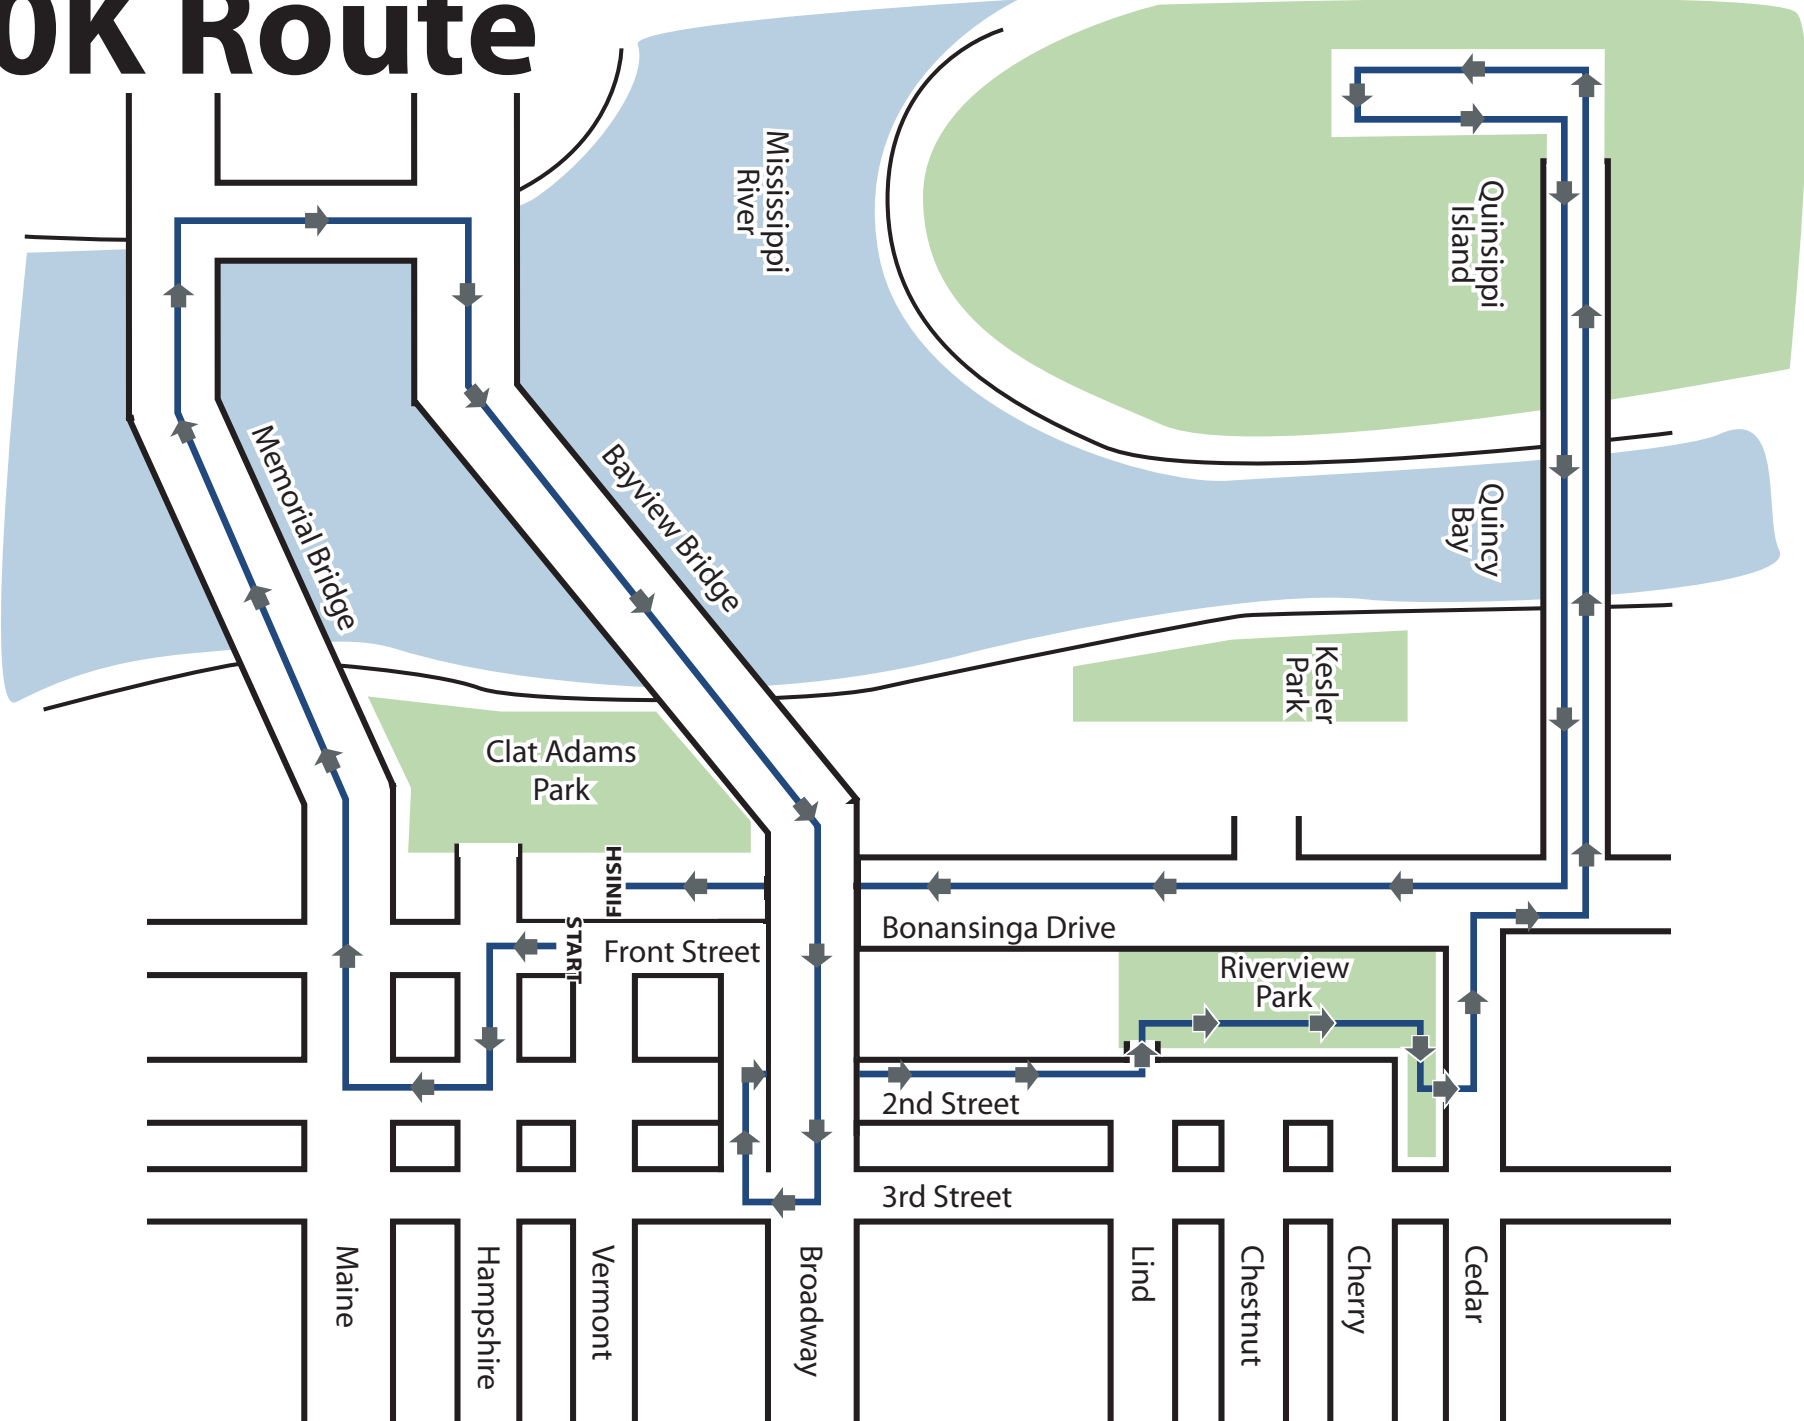 0K Route
Mississippi
River
Quinsippi
Island
Memorial Bridge
Bayview Bridge
Quincy
Bay
Kesler
Park
Clat Adams
Park
FINISH
START
Front Street
Bonansinga Drive
Riverview
Park
2nd Street
3rd Street
Maine
Hampshire
Vermont
Broadway
Lind
Chestnut
Cherry
Cedar